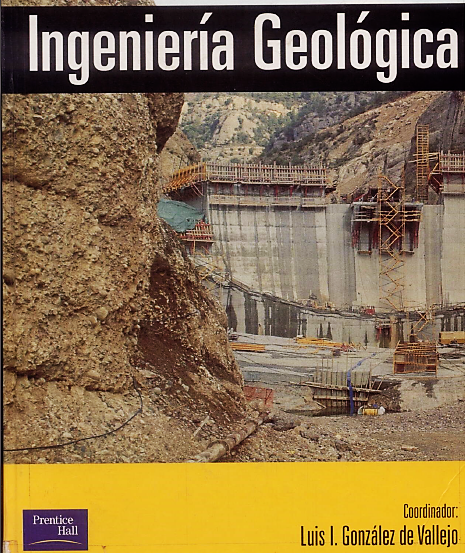 Ingeniería Geológica
Coordinador:
Luis I. González de Vallejo
Prentice
Hall